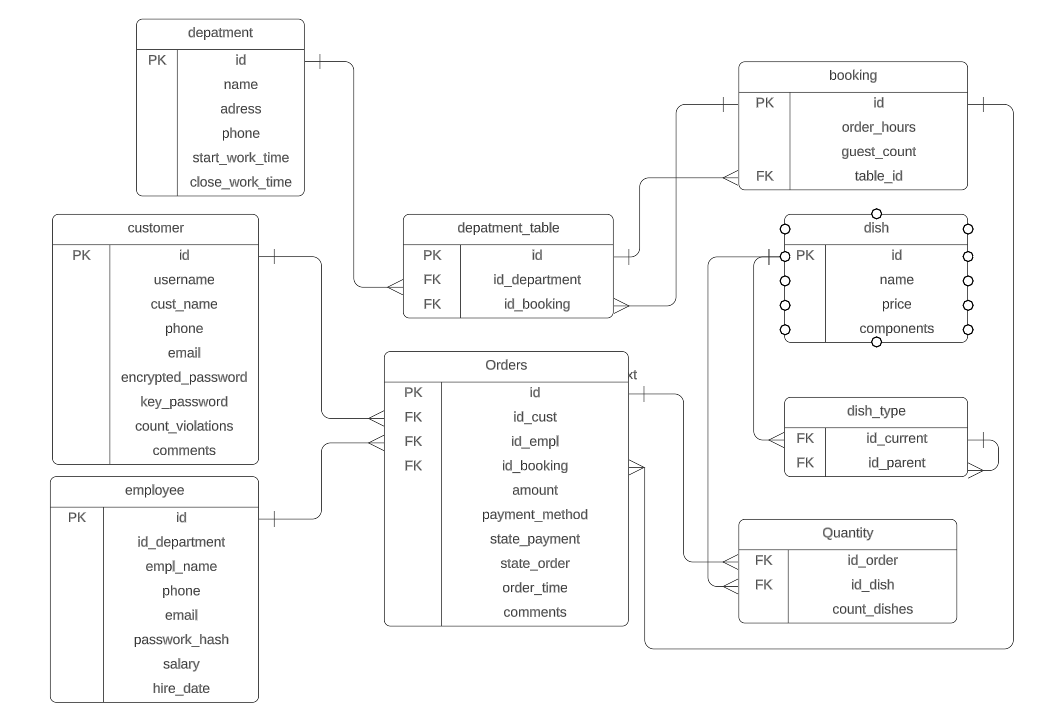 depatment
PK id
name
adress
phone
start_work_time
close_work_time
booking
PK id
order_hours
guest_count
FK table_id
customer
PK id
username
cust_name
phone
email
encrypted_password
key_password
count_violations
comments
depatment_table
PK id
FK id_department
FK id_booking
dish
PK id
name
price
components
Orders
PK id
FK id_cust
FK id_empl
FK id_booking
amount
payment_method
state_payment
state_order
order_time
comments
dish_type
FK id_current
FK id_parent
employee
PK id
id_department
empl_name
phone
email
passwork_hash
salary
hire_date
Quantity
FK id_order
FK id_dish
count_dishes